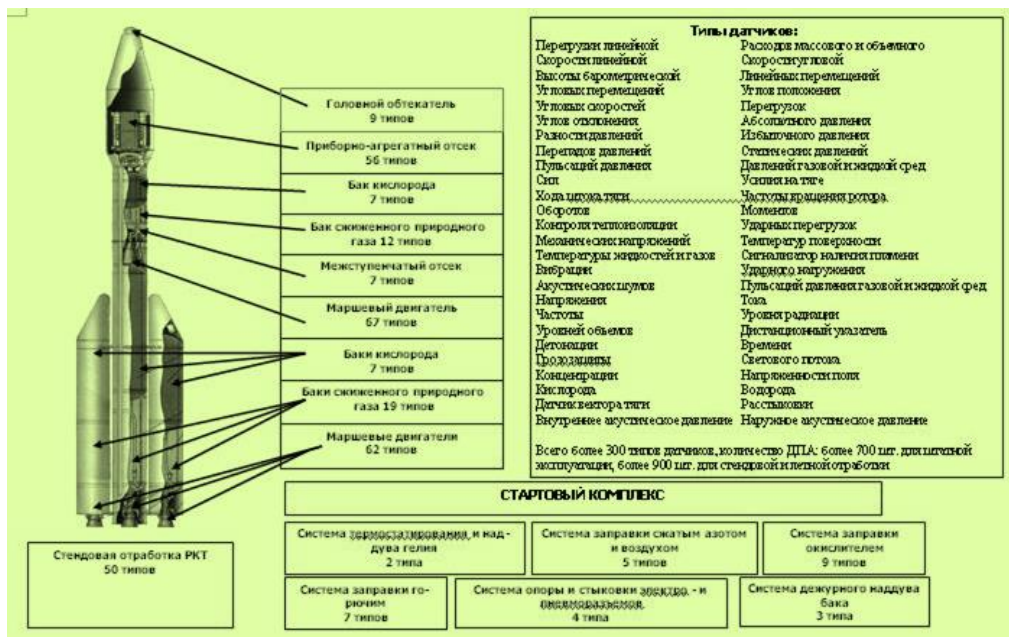 Головной обтекатель
9 типов
Приборно-агрегатный отсек
56 типов
Бак кислорода
7 типов
Бак сжиженного природного
газа 12 типов
Межступенчатый отсек
7 типов
Маршевый двигатель
67 типов
Баки кислорода
7 типов
Баки сжиженного природного
газа 19 типов
Маршевые двигатели
62 типов
Типы датчиков:
Перегрузки линейной Расходов массового и объемного
Скорости линейной Скорости угловой
Высоты барометрической Линейных перемещений
Угловых перемещений Углов положения
Угловых скоростей Перегрузок
Углов отклонения Абсолютного давления
Разности давлений Избыточного давления
Перепадов давлений Статических давлений
Пульсаций давления Давлений газовой и жидкой сред
Сил Усилия на тяге
Хода штока тяги Частоты вращения ротора
Оборотов Моментов
Контроля теплоизоляции Ударных перегрузок
Механических напряжений Температур поверхности
Температуры жидкостей и газов Сигнализатор наличия пламени
Вибрации Ударного нагружения
Акустических шумов Пульсаций давления газовой и жидкой сред
Напряжения Тока
Частоты Уровня радиации
Уровней объемов Дистанционный указатель
Детонации Времени
Грозозащиты Светового потока
Концентрации Напряженности поля
Кислорода Водорода
Датчик вектора тяги Расстыковки
Внутреннее акустическое давление Наружное акустическое давление
Всего более 300 типов датчиков, количество ДПА: более 700 шт. для штатной
эксплуатации, более 900 шт. для стендовой и летной отработки
СТАРТОВЫЙ КОМПЛЕКС
Стендовая отработка РКТ
50 типов
Система термостатирования и над-
дува гелия
2 типа
Система заправки сжатым азотом
и воздухом
5 типов
Система заправки
окислителем
9 типов
Система заправки го-
рючим
7 типов
Система опоры и стыковки электро - и
пневморазъемов
4 типа
Система дежурного наддува
бака
3 типа